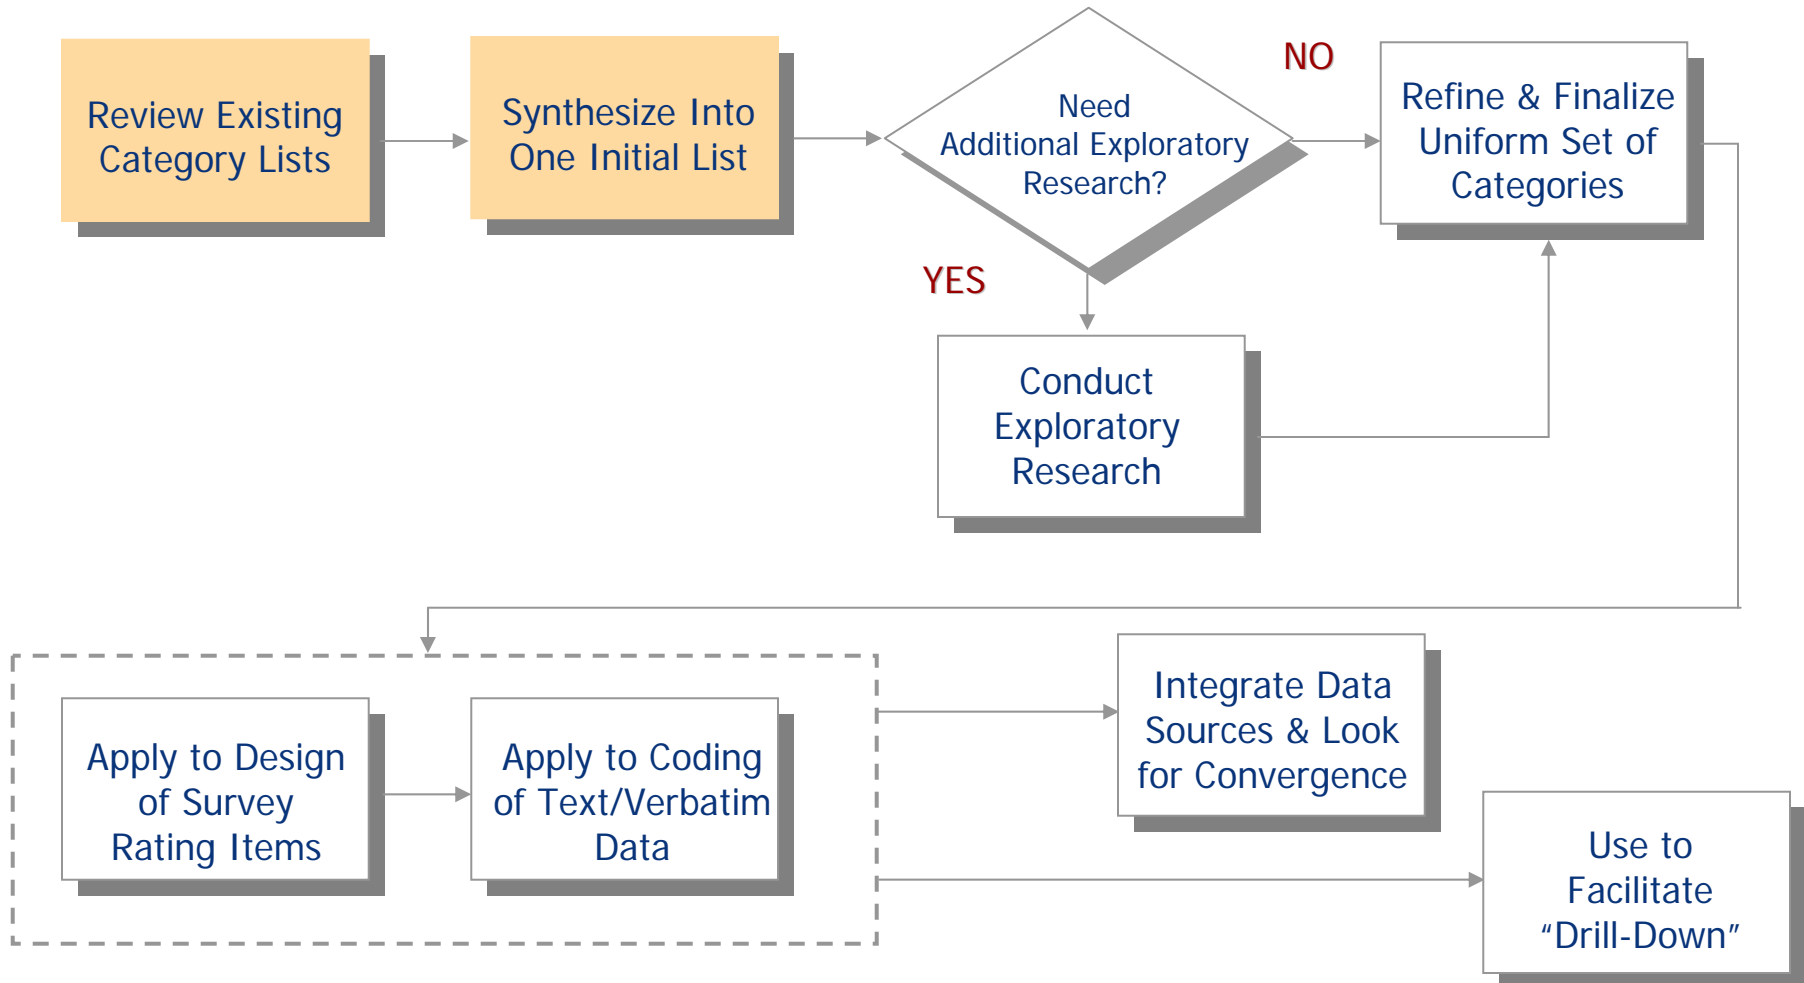 Review Existing
Category Lists
Synthesize Into
One Initial List
Need
Additional Exploratory
Research?
NO
Refine & Finalize
Uniform Set of
Categories
YES
Conduct
Exploratory
Research
Apply to Design
of Survey
Rating Items
Apply to Coding
of Text/Verbatim
Data
Integrate Data
Sources & Look
for Convergence
Use to
Facilitate
“Drill-Down”